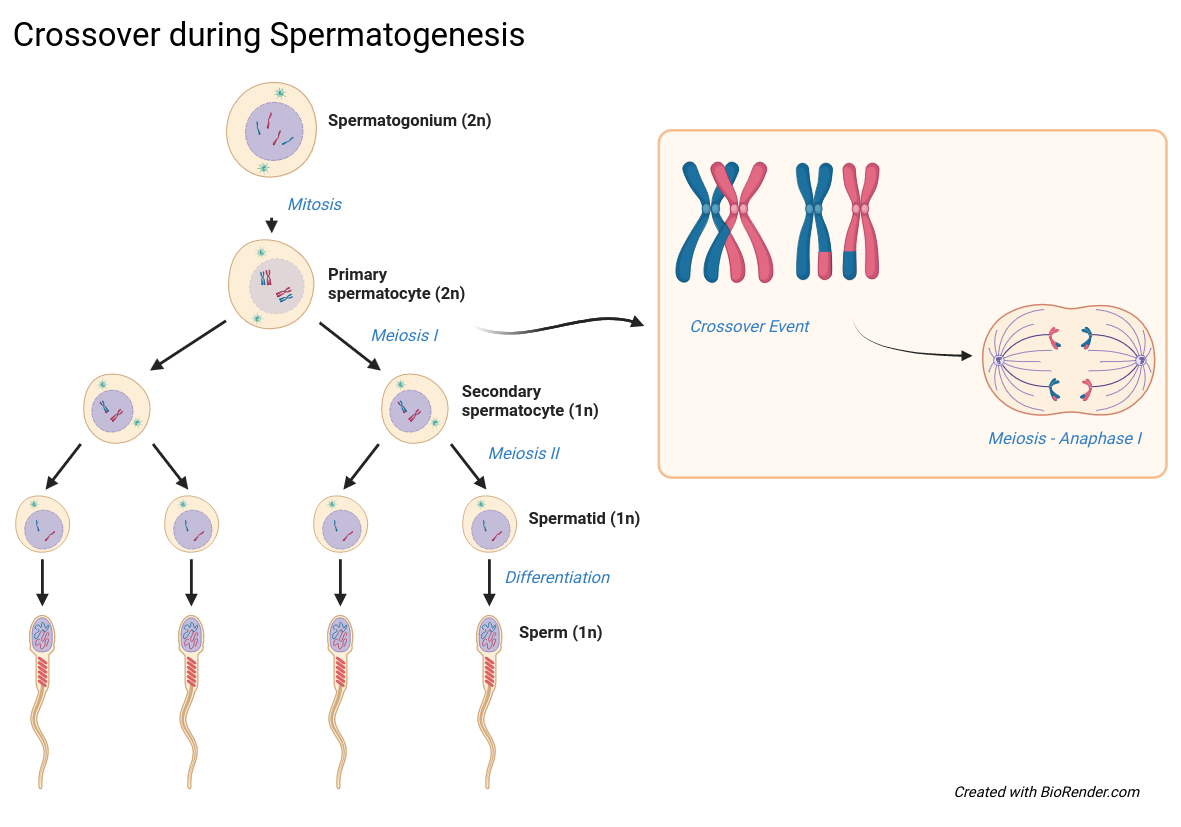 Crossover during Spermatogenesis
Spermatogonium (2n)
Mitosis
Primary
spermatocyte (2n)
Meiosis I
Secondary
spermatocyte (1n)
Meiosis II
Spermatid (1n)
Differentiation
Sperm (1n)
Crossover Event
Meiosis - Anaphase I
Created with BioRender.com